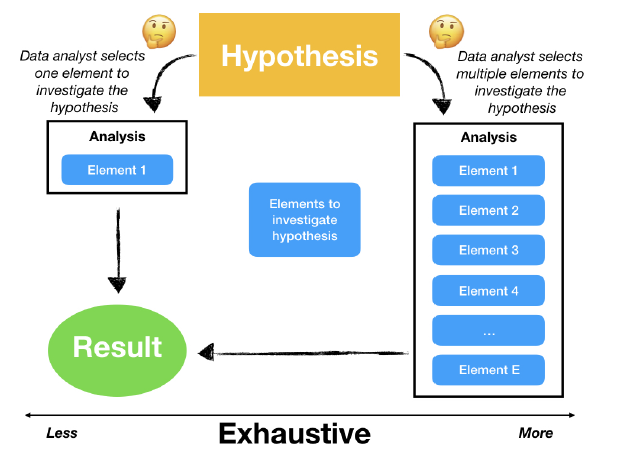 Hypothesis
Data analyst selects
one element to
investigate the
hypothesis
Data analyst selects
multiple elements to
investigate the
hypothesis
Analysis
Element 1
Elements to
investigate
hypothesis
Analysis
Element 1
Element 2
Element 3
Element 4
...
Element E
Result
Less
Exhaustive
More